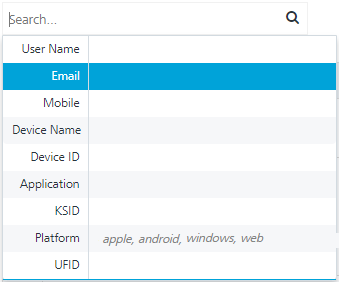 Search...
User Name
Email
Mobile
Device Name
Device ID
Application
KSID
Platform apple, android, windows, web
UFID